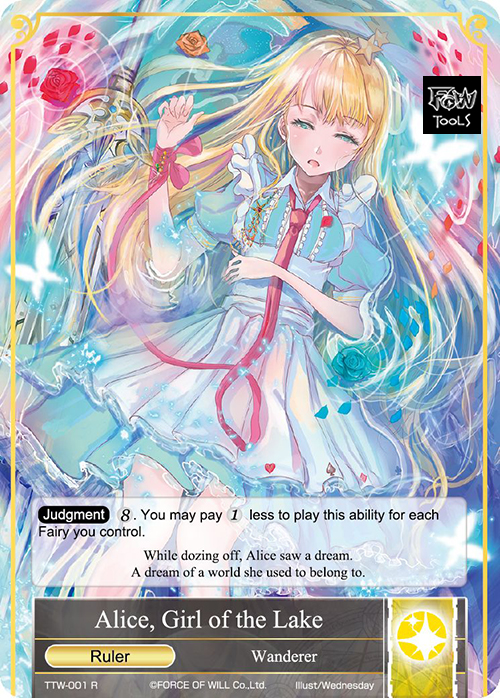 FOW
TOOLS
Judgment 8. You may pay 1 less to play this ability for each
Fairy you control.
While dozing off, Alice saw a dream.
A dream of a world she used to belong to.
Alice, Girl of the Lake
Ruler Wanderer
TTW-001 R ©FORCE OF WILL Co.,Ltd. Illust/Wednesday